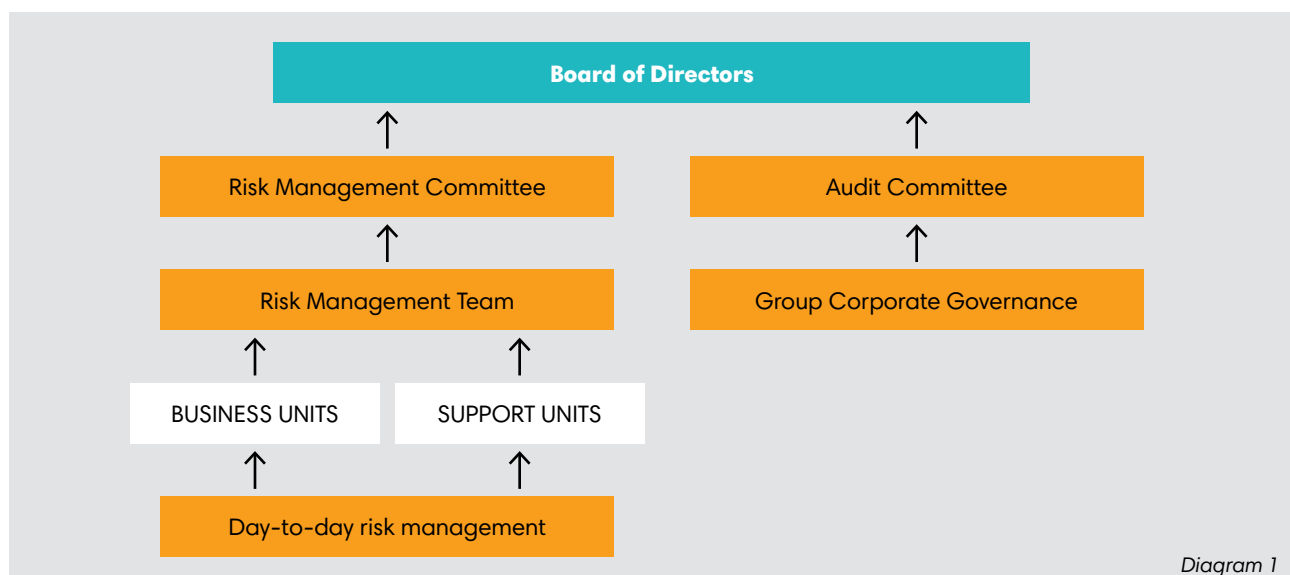 Board of Directors
Risk Management Committee
Audit Committee
Risk Management Team
Group Corporate Governance
BUSINESS UNITS
SUPPORT UNITS
Day-to-day risk management
Diagram 1